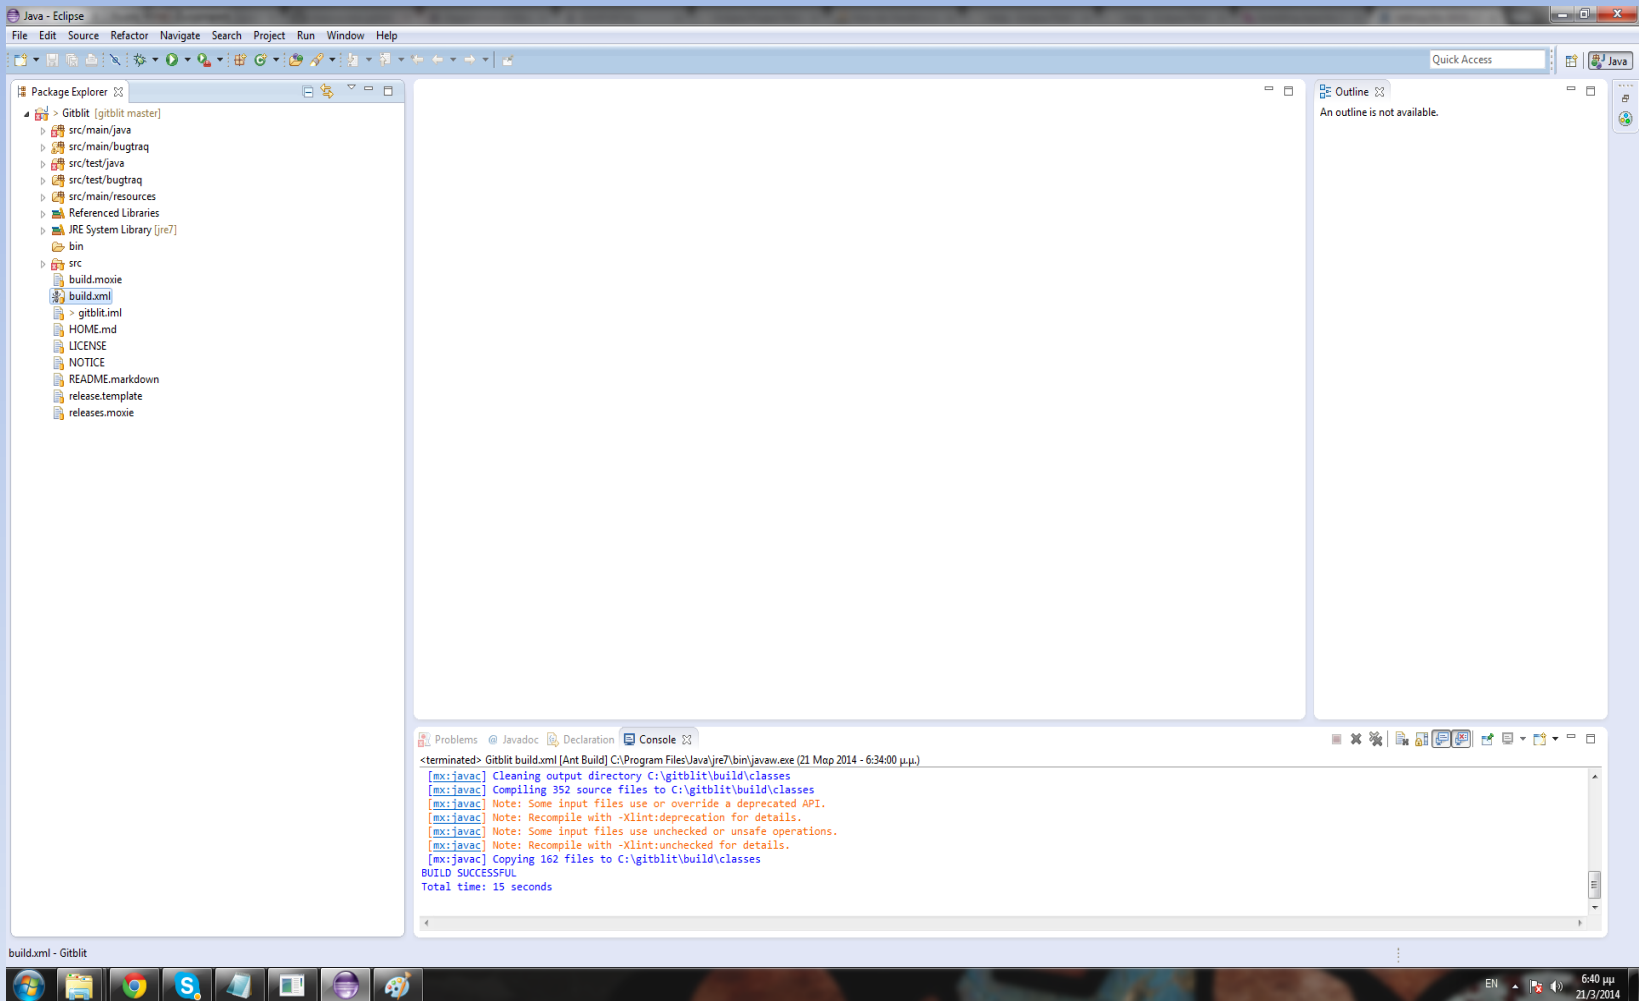 Java - Eclipse
File Edit Source Refactor Navigate Search Project Run Window Help
Quick Access
Java
Package Explorer
> Gitblit [gitblit master]
src/main/java
src/main/bugtraq
src/test/java
src/test/bugtraq
src/main/resources
Referenced Libraries
JRE System Library [jre7]
bin
src
build.moxie
build.xml
> gitblit.iml
HOME.md
LICENSE
NOTICE
README.markdown
release.template
releases.moxie
Outline
An outline is not available.
Problems @ Javadoc Declaration Console
<terminated> Gitblit build.xml [Ant Build] C:\Program Files\Java\jre7\bin\javaw.exe (21 Μαρ 2014 - 6:34:00 μ.μ.)
[mx:javac] Cleaning output directory C:\gitblit\build\classes
[mx:javac] Compiling 352 source files to C:\gitblit\build\classes
[mx:javac] Note: Some input files use or override a deprecated API.
[mx:javac] Note: Recompile with -Xlint:deprecation for details.
[mx:javac] Note: Some input files use unchecked or unsafe operations.
[mx:javac] Note: Recompile with -Xlint:unchecked for details.
[mx:javac] Copying 162 files to C:\gitblit\build\classes
BUILD SUCCESSFUL
Total time: 15 seconds
build.xml - Gitblit
EN
6:40 μμ
21/3/2014